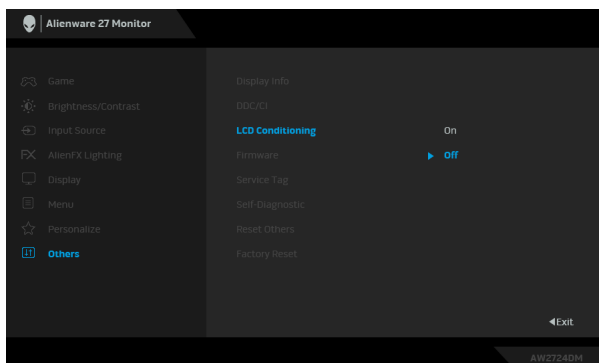 Alienware 27 Monitor
Game
Brightness/Contrast
Input Source
FX AlienFX Lighting
Display
Menu
Personalize
Others
Display Info
DDC/CI
LCD Conditioning
Firmware
Service Tag
Self-Diagnostic
Reset Others
Factory Reset
On
Off
Exit
AW2724DM